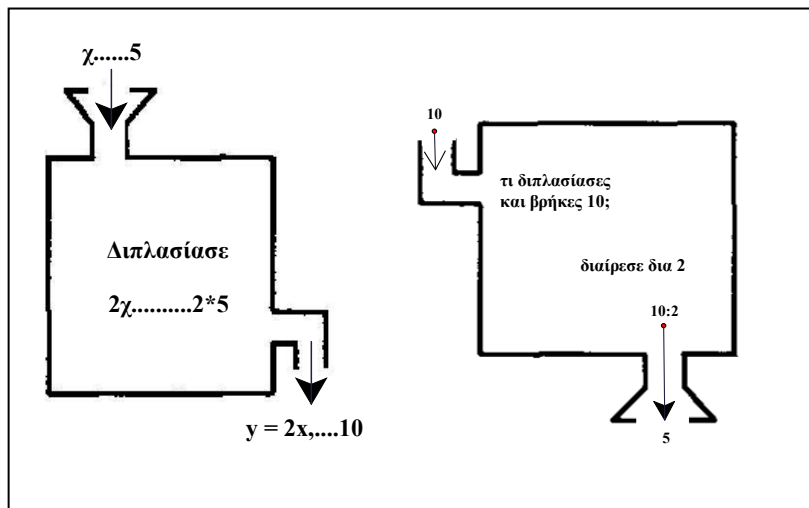 χ......5
Διπλασίασε
2χ..........2*5
y = 2x,....10
10
τι διπλασίασες
και βρήκες 10;
διαίρεσε δια 2
10:2
5